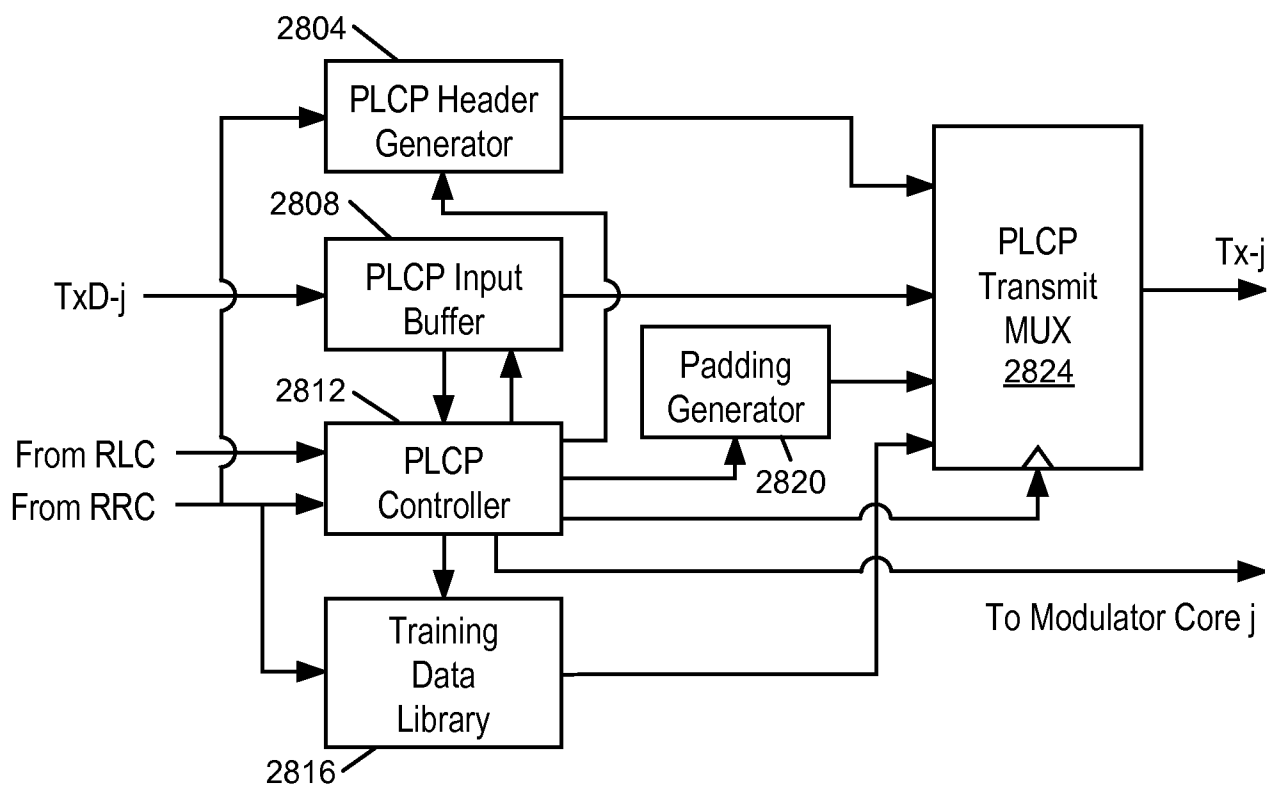 2804
PLCP Header
Generator
2808
PLCP Input
Buffer
TxD-j
PLCP
Transmit
MUX
2824
Tx-j
Padding
Generator
2820
2812
PLCP
Controller
From RLC
From RRC
To Modulator Core j
Training
Data
Library
2816